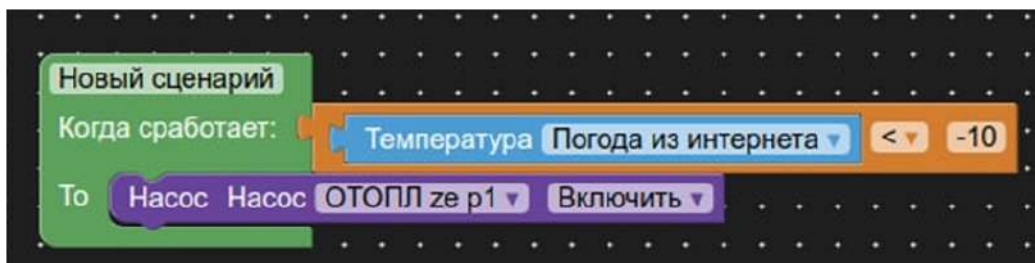 Новый сценарий
Когда сработает: Температура Погода из интернета < -10
То Насос Насос ОТОПЛ ze p1 Включить